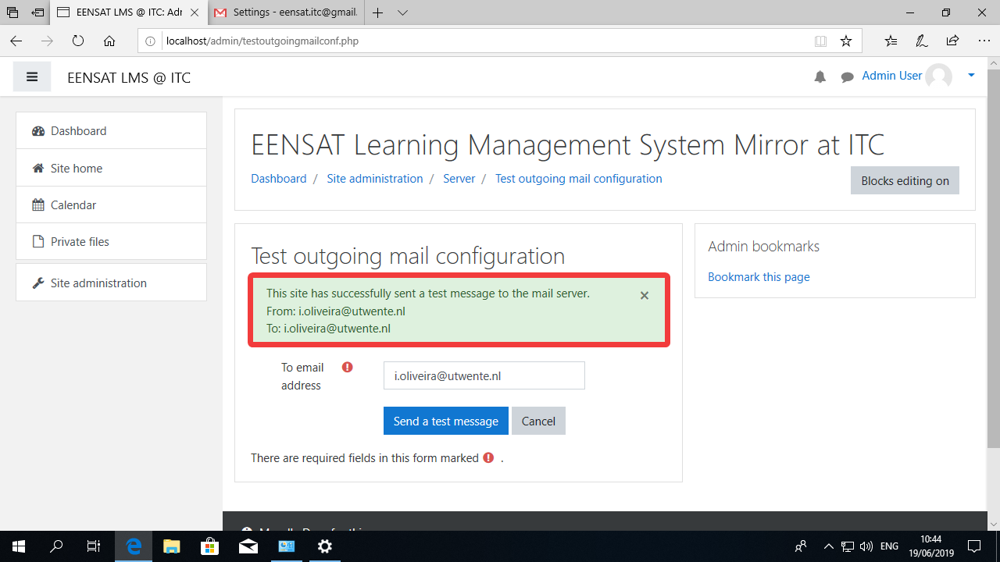 EENSAT LMS @ ITC: Adr
Settings - eensat.itc@gmail.
localhost/admin/testoutgoingmailconf.php
EENSAT LMS @ ITC
Admin User
Dashboard
Site home
Calendar
Private files
Site administration
EENSAT Learning Management System Mirror at ITC
Dashboard / Site administration / Server / Test outgoing mail configuration
Blocks editing on
Test outgoing mail configuration
This site has successfully sent a test message to the mail server.
From: i.oliveira@utwente.nl
To: i.oliveira@utwente.nl
To email
address
i.oliveira@utwente.nl
Send a test message
Cancel
There are required fields in this form marked .
Admin bookmarks
Bookmark this page
ENG
10:44
19/06/2019